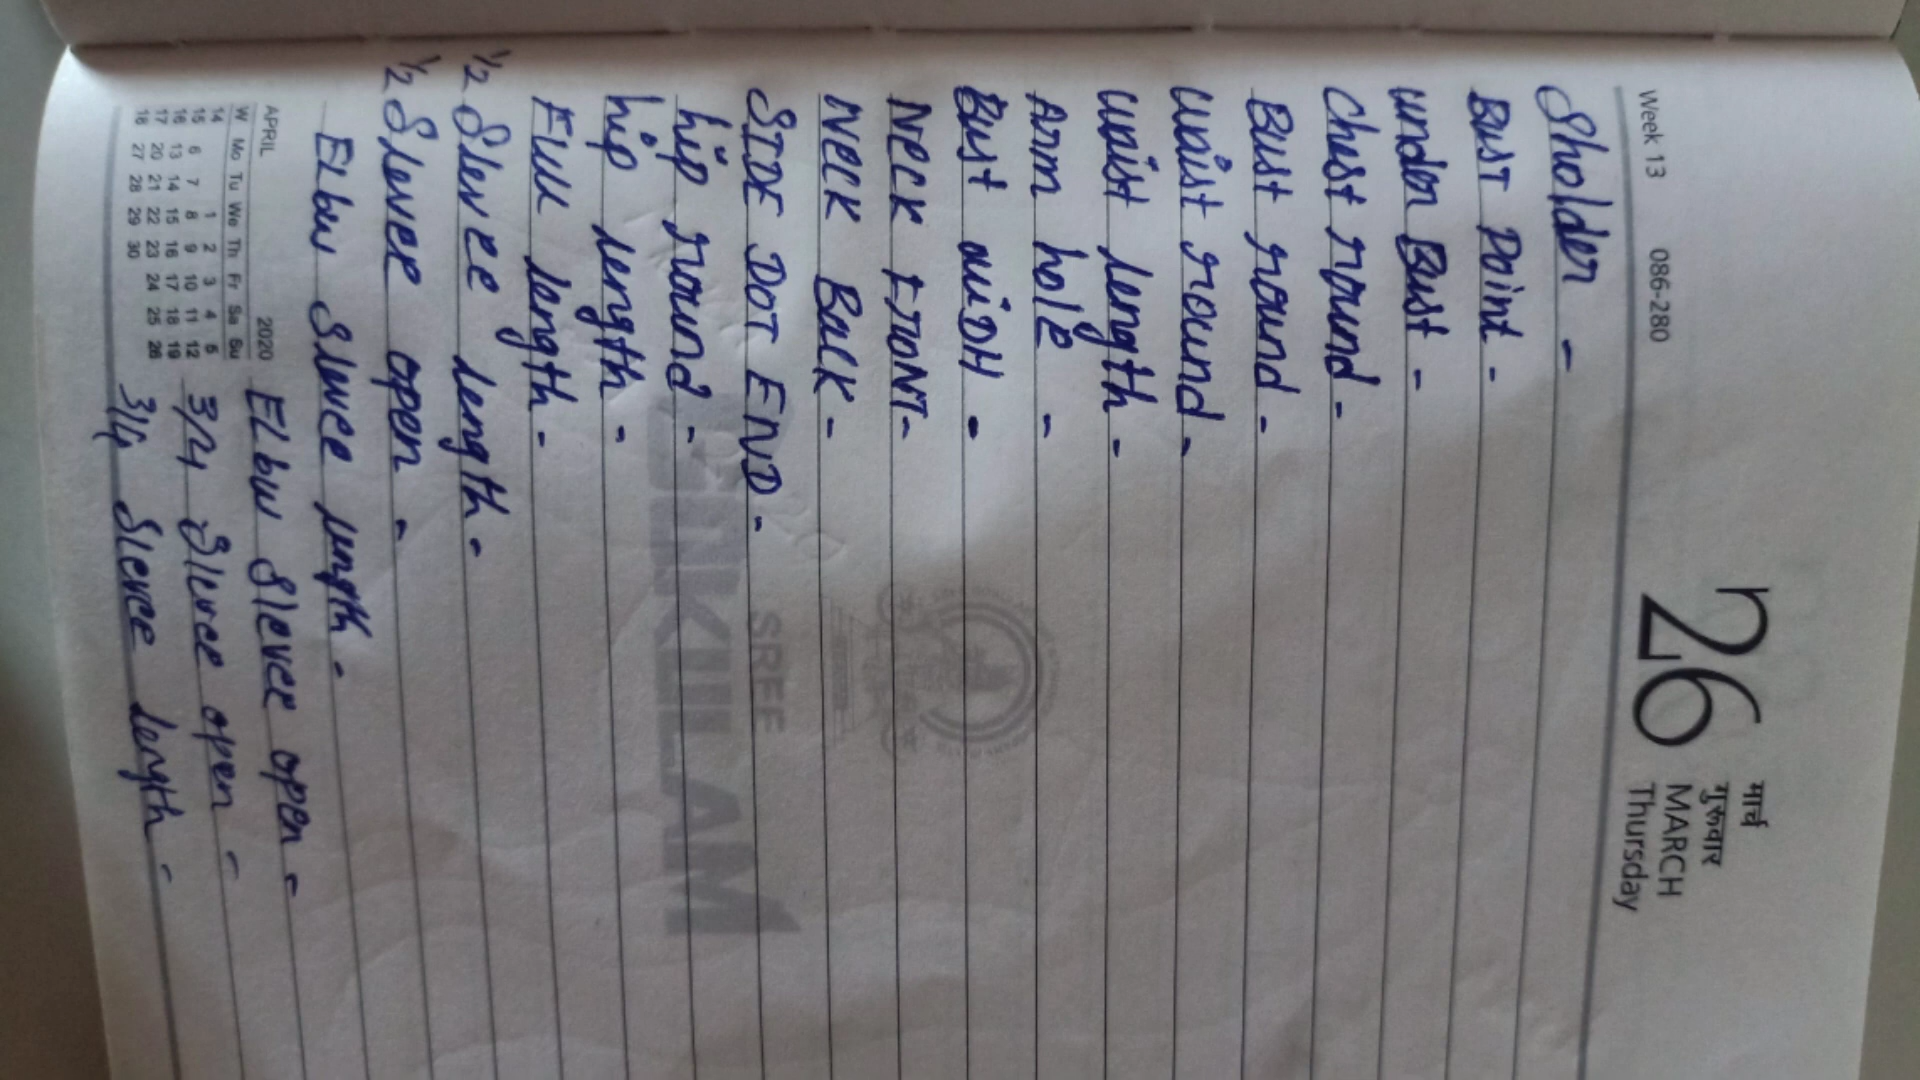 Week 13 086-280
26
मार्च
गुरूवार
MARCH
Thursday
Sholder -
BUST Point -
under Bust -
Chest round -
Bust round -
waist round -
waist length -
Arm hole -
Bust wiDH -
NECK FroNT-
NECK Back -
SIDE DOT END -
hip round -
hip length -
FUll length -
1/2 Slevee length -
1/2 Slevee open -
Elbw Slevee length -
Elbw Slevee open -
3/4 Slevee open -
3/4 Slevee length -
APRIL 2020
W Mo Tu We Th Fr Sa Su
14 1 2 3 4 5
15 6 7 8 9 10 11 12
16 13 14 15 16 17 18 19
17 20 21 22 23 24 25 26
18 27 28 29 30
SREE